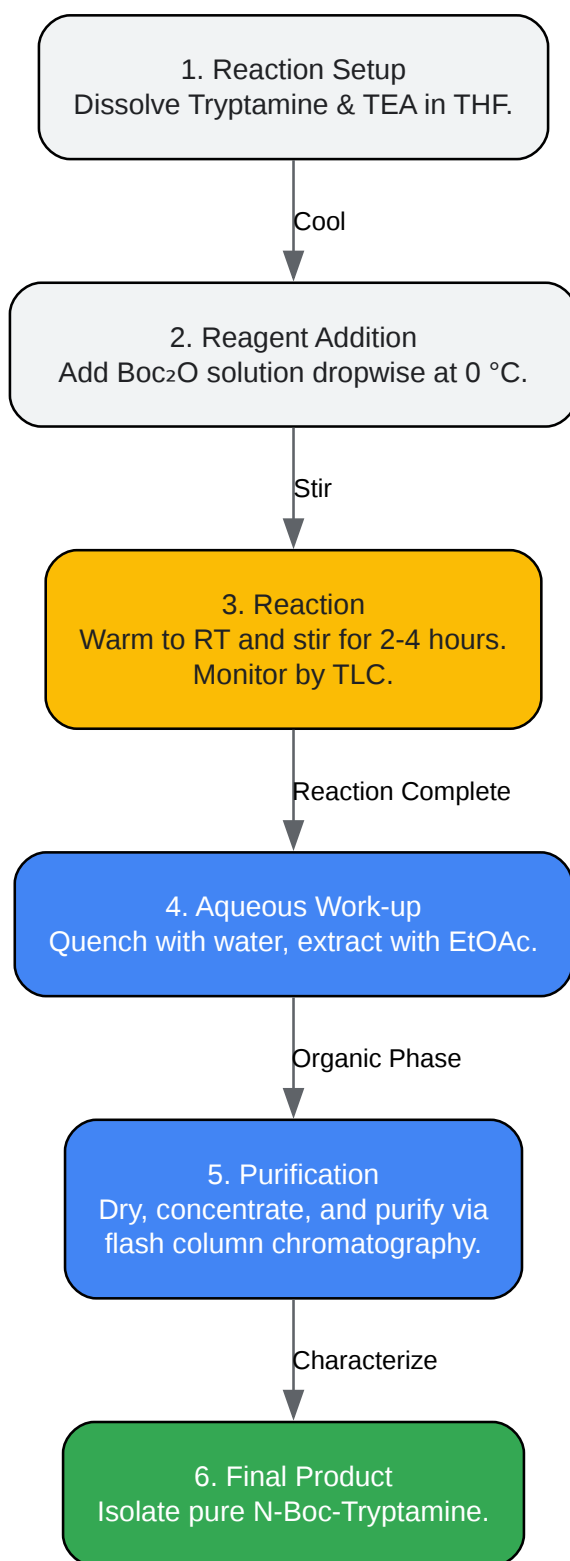 1. Reaction Setup
Dissolve Tryptamine & TEA in THF.
Cool
2. Reagent Addition
Add Boc₂O solution dropwise at 0 °C.
Stir
3. Reaction
Warm to RT and stir for 2-4 hours.
Monitor by TLC.
Reaction Complete
4. Aqueous Work-up
Quench with water, extract with EtOAc.
Organic Phase
5. Purification
Dry, concentrate, and purify via
flash column chromatography.
Characterize
6. Final Product
Isolate pure N-Boc-Tryptamine.